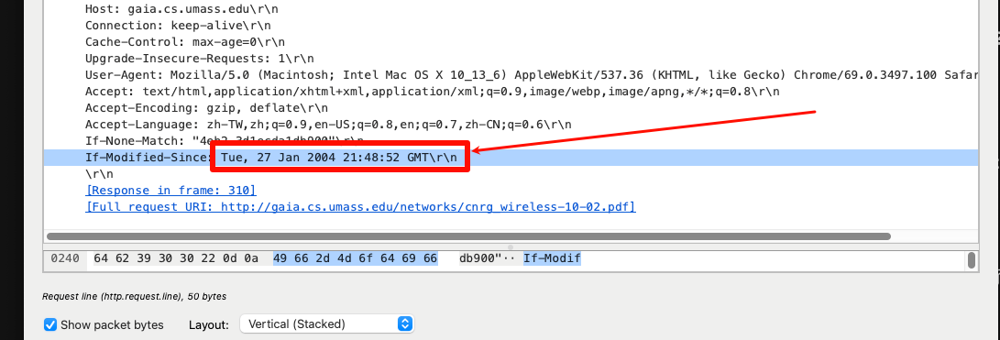 Host: gaia.cs.umass.edu\r\n
Connection: keep-alive\r\n
Cache-Control: max-age=0\r\n
Upgrade-Insecure-Requests: 1\r\n
User-Agent: Mozilla/5.0 (Macintosh; Intel Mac OS X 10_13_6) AppleWebKit/537.36 (KHTML, like Gecko) Chrome/69.0.3497.100 Safar
Accept: text/html,application/xhtml+xml,application/xml;q=0.9,image/webp,image/apng,*/*;q=0.8\r\n
Accept-Encoding: gzip, deflate\r\n
Accept-Language: zh-TW,zh;q=0.9,en-US;q=0.8,en;q=0.7,zh-CN;q=0.6\r\n
If-None-Match:
If-Modified-Since: Tue, 27 Jan 2004 21:48:52 GMT\r\n
\r\n
[Response in frame: 310]
[Full request URI: http://gaia.cs.umass.edu/networks/cnrg_wireless-10-02.pdf]
0240 64 62 39 30 30 22 0d 0a 49 66 2d 4d 6f 64 69 66 db900"·· If-Modif
Request line (http.request.line), 50 bytes
Show packet bytes Layout: Vertical (Stacked)